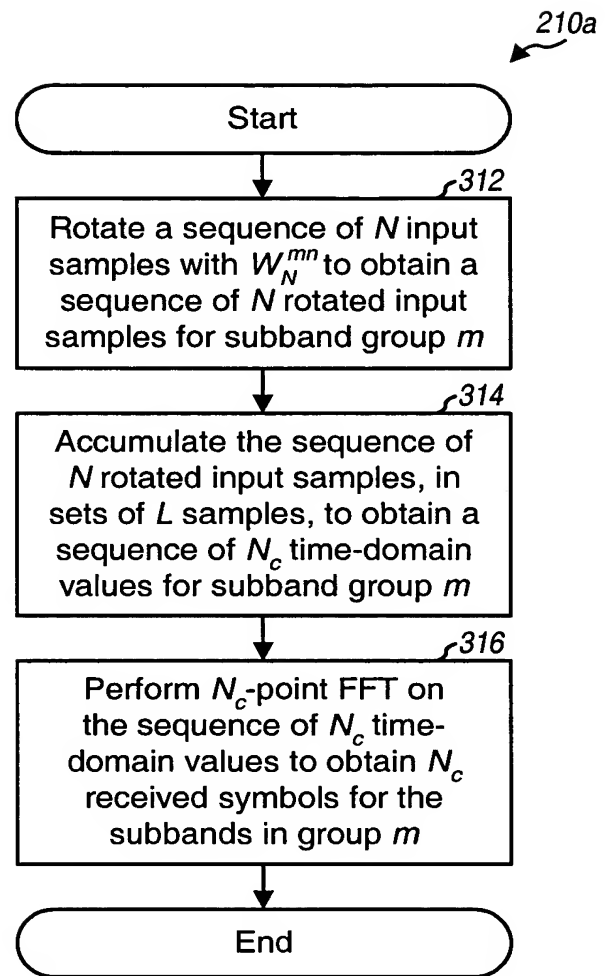 210a
Start
312
Rotate a sequence of N input
samples with W_N^{mn} to obtain a
sequence of N rotated input
samples for subband group m
314
Accumulate the sequence of
N rotated input samples, in
sets of L samples, to obtain a
sequence of N_c time-domain
values for subband group m
316
Perform N_c-point FFT on
the sequence of N_c time-
domain values to obtain N_c
received symbols for the
subbands in group m
End